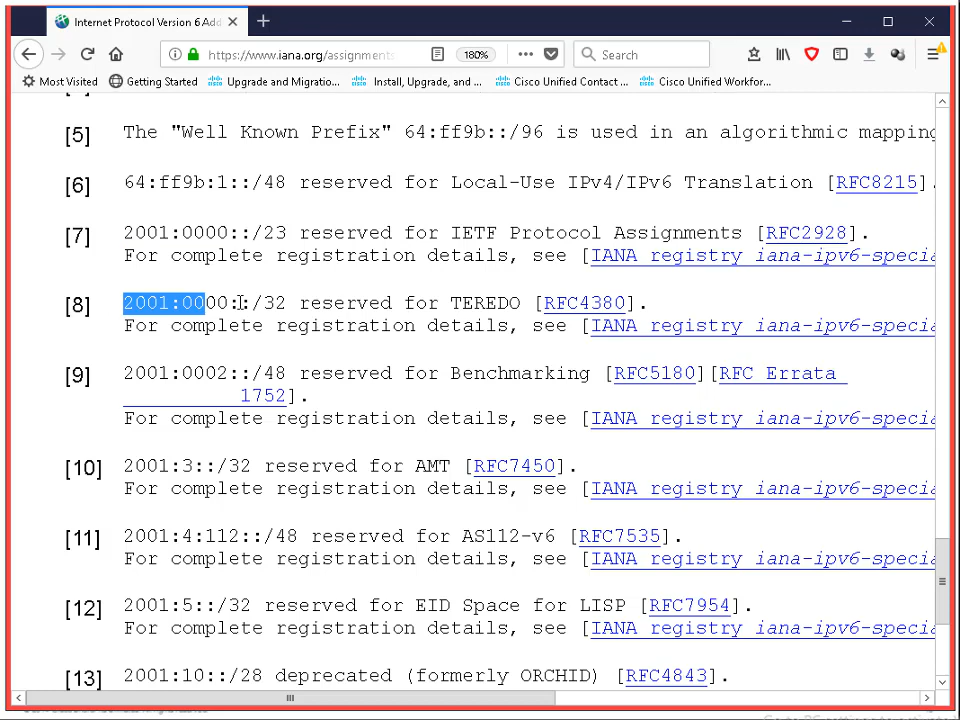 Internet Protocol Version 6 Add
https://www.iana.org/assignments
180%
Search
Most Visited
Getting Started
Upgrade and Migratio...
Install, Upgrade, and ...
Cisco Unified Contact ...
Cisco Unified Workfor...
[5] The "Well Known Prefix" 64:ff9b::/96 is used in an algorithmic mapping
[6] 64:ff9b:1::/48 reserved for Local-Use IPv4/IPv6 Translation [RFC8215].
[7] 2001:0000::/23 reserved for IETF Protocol Assignments [RFC2928].
For complete registration details, see [IANA registry iana-ipv6-specia
[8] 2001:0000::/32 reserved for TEREDO [RFC4380].
For complete registration details, see [IANA registry iana-ipv6-specia
[9] 2001:0002::/48 reserved for Benchmarking [RFC5180][RFC Errata
1752].
For complete registration details, see [IANA registry iana-ipv6-specia
[10] 2001:3::/32 reserved for AMT [RFC7450].
For complete registration details, see [IANA registry iana-ipv6-specia
[11] 2001:4:112::/48 reserved for AS112-v6 [RFC7535].
For complete registration details, see [IANA registry iana-ipv6-specia
[12] 2001:5::/32 reserved for EID Space for LISP [RFC7954].
For complete registration details, see [IANA registry iana-ipv6-specia
[13] 2001:10::/28 deprecated (formerly ORCHID) [RFC4843].